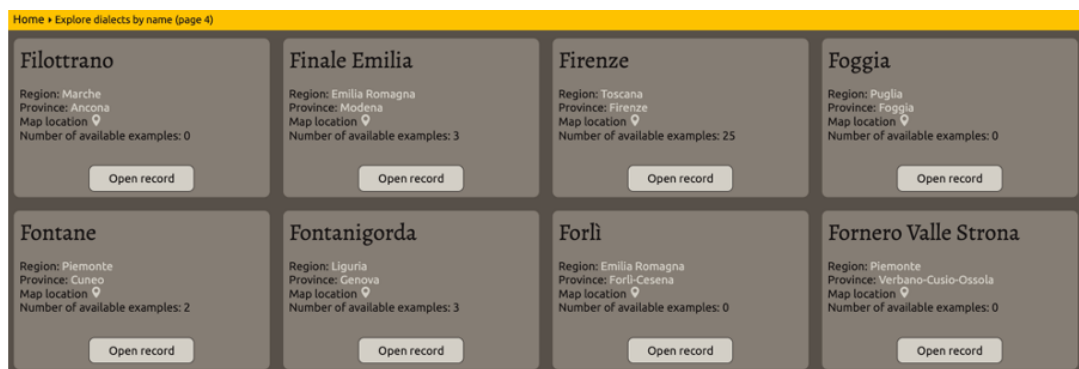 Home ▸ Explore dialects by name (page 4)
Filottrano
Region: Marche
Province: Ancona
Map location
Number of available examples: 0
Open record
Finale Emilia
Region: Emilia Romagna
Province: Modena
Map location
Number of available examples: 3
Open record
Firenze
Region: Toscana
Province: Firenze
Map location
Number of available examples: 25
Open record
Foggia
Region: Puglia
Province: Foggia
Map location
Number of available examples: 0
Open record
Fontane
Region: Piemonte
Province: Cuneo
Map location
Number of available examples: 2
Open record
Fontanigorda
Region: Liguria
Province: Genova
Map location
Number of available examples: 3
Open record
Forlì
Region: Emilia Romagna
Province: Forlì-Cesena
Map location
Number of available examples: 0
Open record
Fornero Valle Strona
Region: Piemonte
Province: Verbano-Cusio-Ossola
Map location
Number of available examples: 0
Open record